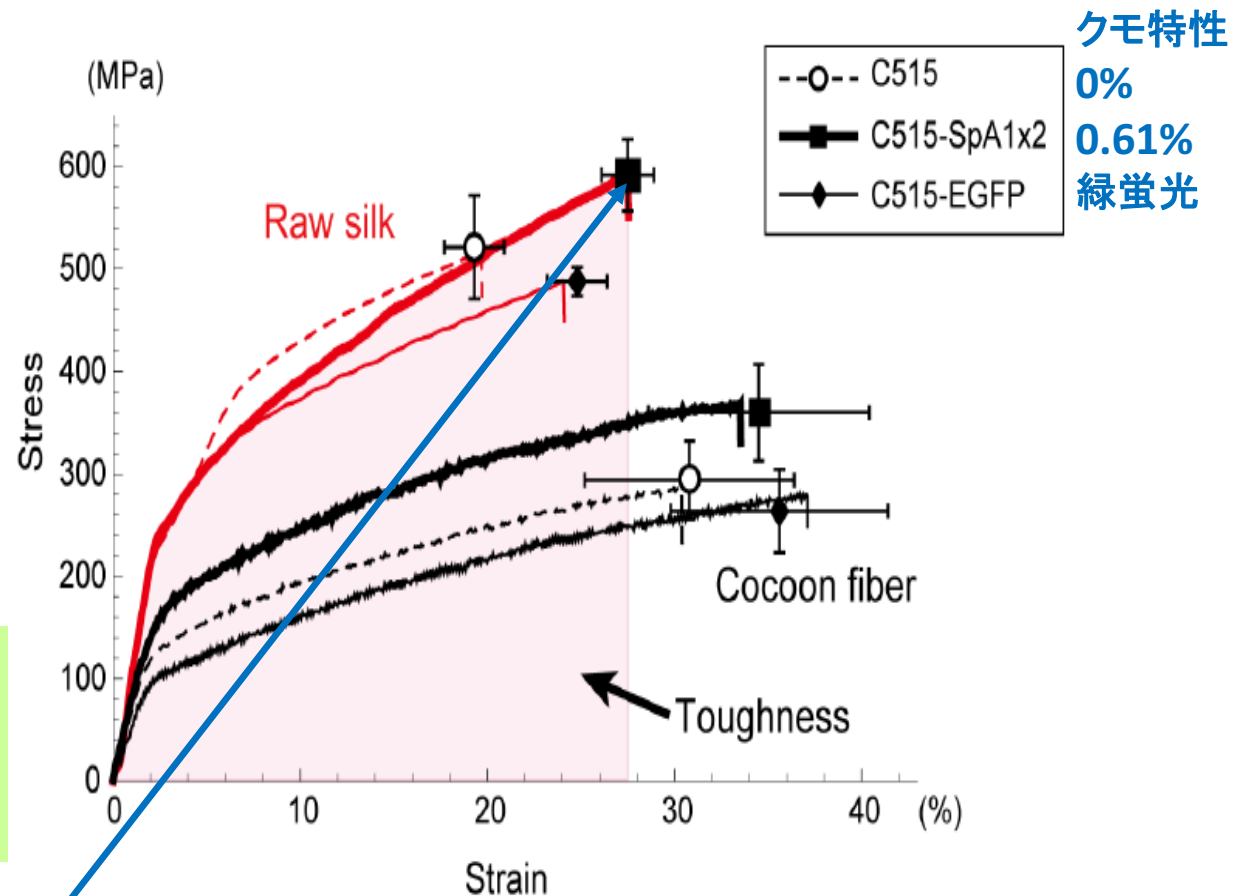 クモ特性
(MPa)
C515
0%
C515-SpA1x2
0.61%
C515-EGFP
緑蛍光
600
500
400
300
200
100
0
Stress
Raw silk
Cocoon fiber
Toughness
0
10
20
30
40
(%)
Strain